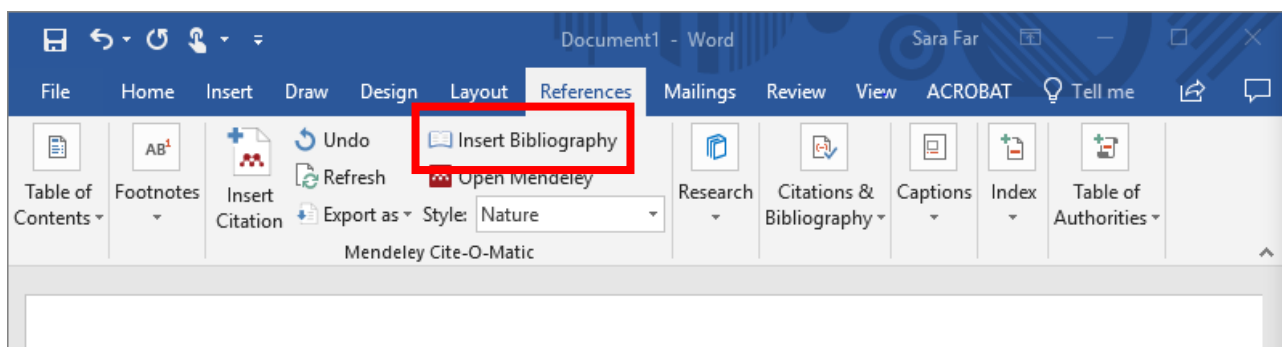 Document1 - Word
Sara Far
File Home Insert Draw Design Layout References Mailings Review View ACROBAT Tell me
AB1
Undo
Insert Bibliography
Refresh
Open Mendeley
Table of Contents
Footnotes
Insert Citation
Export as
Style: Nature
Research
Citations & Bibliography
Captions
Index
Table of Authorities
Mendeley Cite-O-Matic